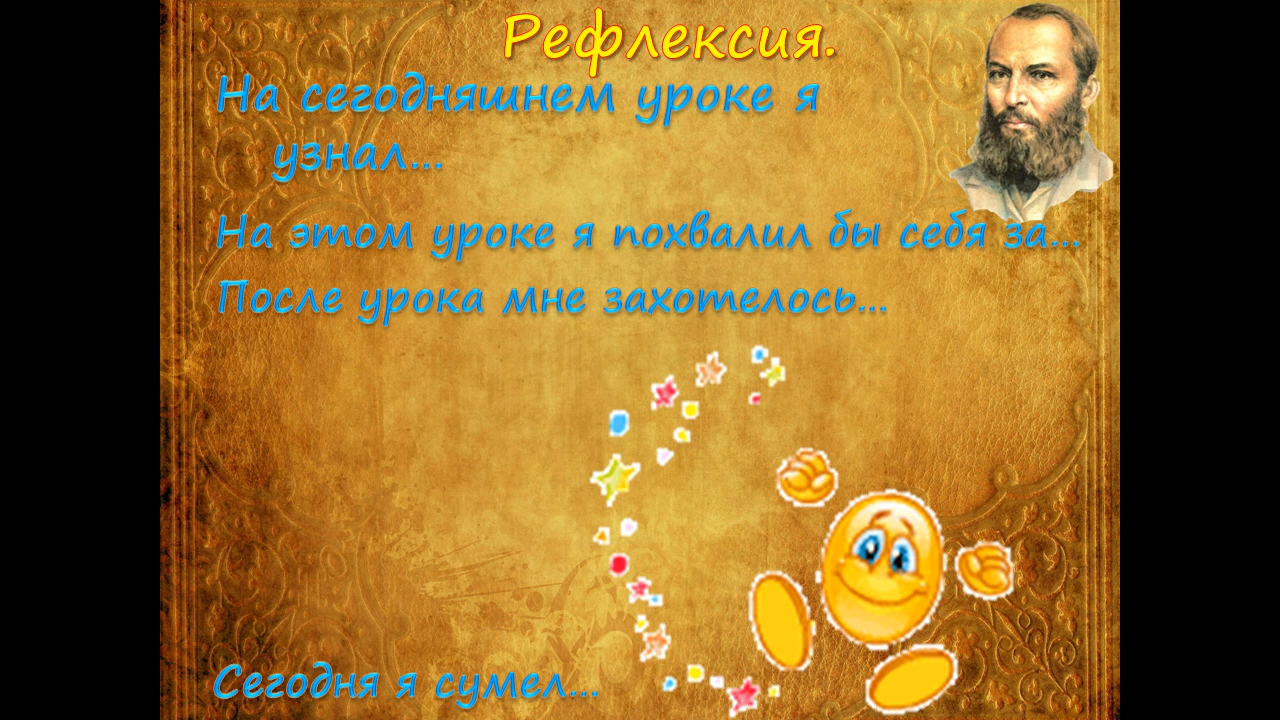 Рефлексия.
На сегодняшнем уроке я
узнал...
На этом уроке я похвалил бы себя за...
После урока мне захотелось...
Сегодня я сумел...